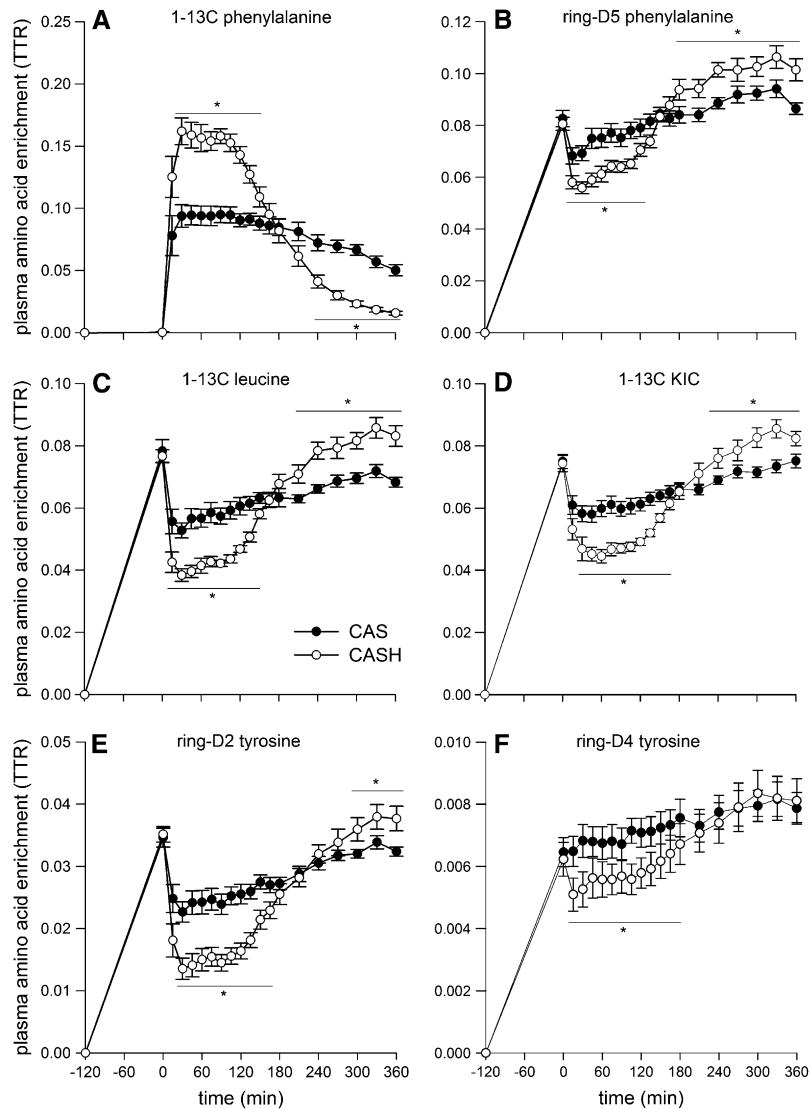 A
1-13C phenylalanine
plasma amino acid enrichment (TTR)
0.25
0.20
0.15
0.10
0.05
0.00
*
*
B
ring-D5 phenylalanine
0.12
0.10
0.08
0.06
0.04
0.02
0.00
*
*
C
1-13C leucine
plasma amino acid enrichment (TTR)
0.10
0.08
0.06
0.04
0.02
0.00
*
*
CAS
CASH
D
1-13C KIC
0.10
0.08
0.06
0.04
0.02
0.00
*
*
E
ring-D2 tyrosine
plasma amino acid enrichment (TTR)
0.05
0.04
0.03
0.02
0.01
0.00
*
*
-120 -60 0 60 120 180 240 300 360
time (min)
F
ring-D4 tyrosine
0.010
0.008
0.006
0.004
0.002
0.000
*
-120 -60 0 60 120 180 240 300 360
time (min)